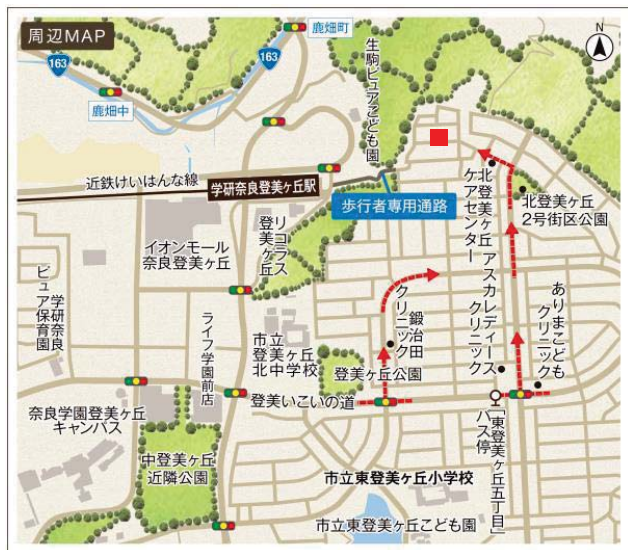 周辺MAP
鹿畑町
163
163
鹿畑中
N
生駒ピュアこども園
近鉄けいはんな線
学研奈良登美ヶ丘駅
歩行者専用通路
北登美ヶ丘
ケアセンター
北登美ヶ丘
2号街区公園
イオンモール
奈良登美ヶ丘
リコラス
登美ヶ丘
学研奈良
ピュア保育園
ライフ学園前店
市立
登美ヶ丘
北中学校
鍛治田
クリニック
登美ヶ丘公園
アスカレディース
クリニック
ありまこども
クリニック
登美いこいの道
奈良学園登美ヶ丘
キャンパス
中登美ヶ丘
近隣公園
「東登美ヶ丘五丁目」
バス停
市立東登美ヶ丘小学校
市立東登美ヶ丘こども園